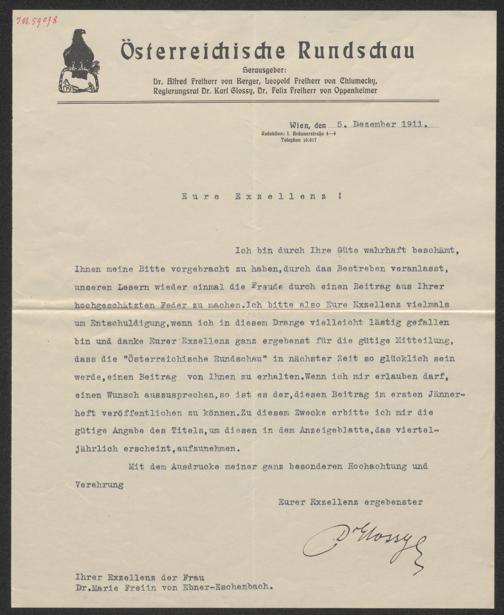 J.N. 59098
Österreichische Rundschau
Herausgeber:
Dr. Alfred Freiherr von Berger, Leopold Freiherr von Chlumecky,
Regierungsrat Dr. Karl Glossy, Dr. Felix Freiherr von Oppenheimer
Wien, den 5. Dezember 1911.
Redaktion: I.
Telephon
Eure Exzellenz !
Ich bin durch Ihre Güte wahrhaft beschämt,
Ihnen meine Bitte vorgebracht zu haben,durch das Bestreben veranlasst,
unseren Lesern wieder einmal die Freude durch einen Beitrag aus Ihrer
hochgeschätzten Feder zu machen.Ich bitte also Eure Exzellenz vielmals
um Entschuldigung,wenn ich in diesem Drange vielleicht lästig gefallen
bin und danke Eurer Exzellenz ganz ergebenst für die gütige Mitteilung,
dass die "Österreichische Rundschau" in nächster Zeit so glücklich sein
werde,einen Beitrag von Ihnen zu erhalten.Wenn ich mir erlauben darf,
einen Wunsch auszusprechen,so ist es der,diesen Beitrag im ersten Jänner-
heft veröffentlichen zu können.Zu diesem Zwecke erbitte ich mir die
gütige Angabe des Titels,um diesen in dem Anzeigeblatte,das viertel-
jährlich erscheint,aufzunehmen.
Mit dem Ausdrucke meiner ganz besonderen Hochachtung und
Verehrung
Eurer Exzellenz ergebenster
Dr Glossy
Ihrer Exzellenz der Frau
Dr.Marie Freiin von Ebner-Eschenbach.